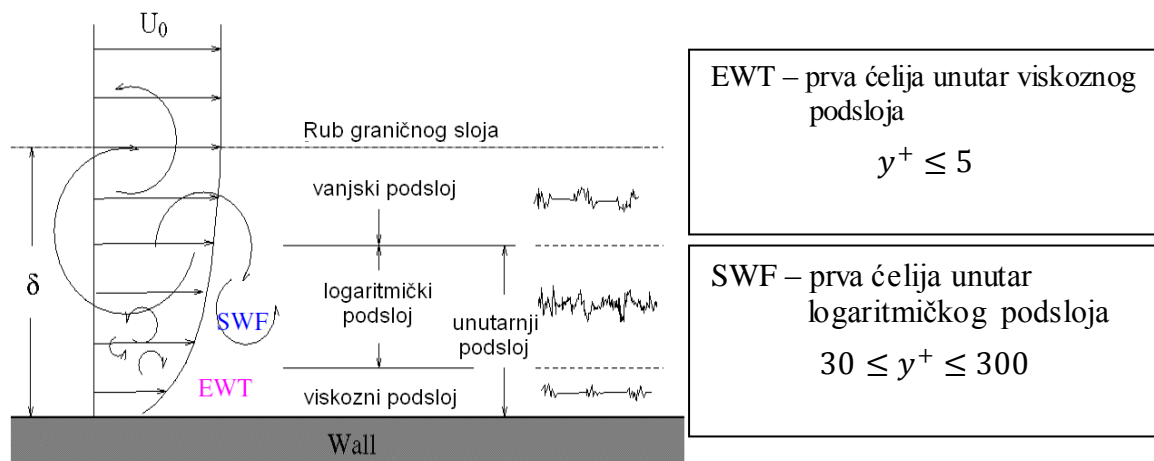 U₀
Rub graničnog sloja
vanjski podsloj
δ
logaritmički
podsloj
SWF
unutarnji
podsloj
EWT
viskozni podsloj
Wall
EWT – prva ćelija unutar viskoznog
podsloja
y⁺ ≤ 5
SWF – prva ćelija unutar
logaritmičkog podsloja
30 ≤ y⁺ ≤ 300